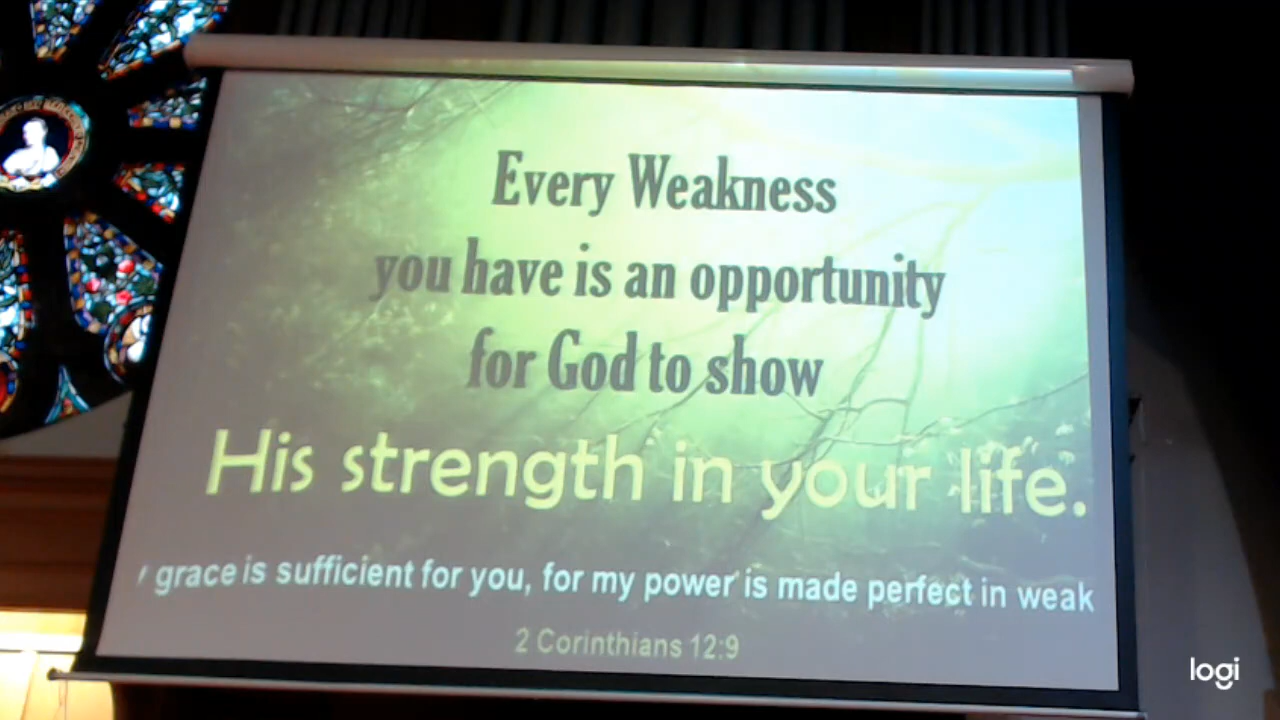 Every Weakness
you have is an opportunity
for God to show
His strength in your life.
grace is sufficient for you, for my power is made perfect in weak
2 Corinthians 12:9
logi